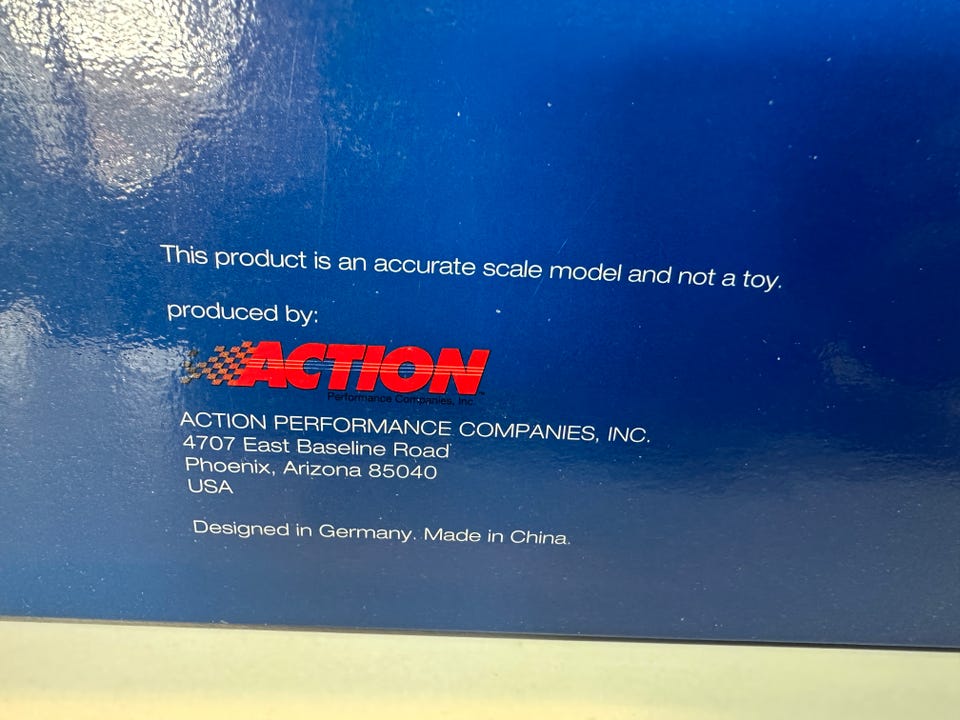 This product is an accurate scale model and not a toy.
produced by:
ACTION
Performance Companies, Inc.
ACTION PERFORMANCE COMPANIES, INC.
4707 East Baseline Road
Phoenix, Arizona 85040
USA
Designed in Germany. Made in China.